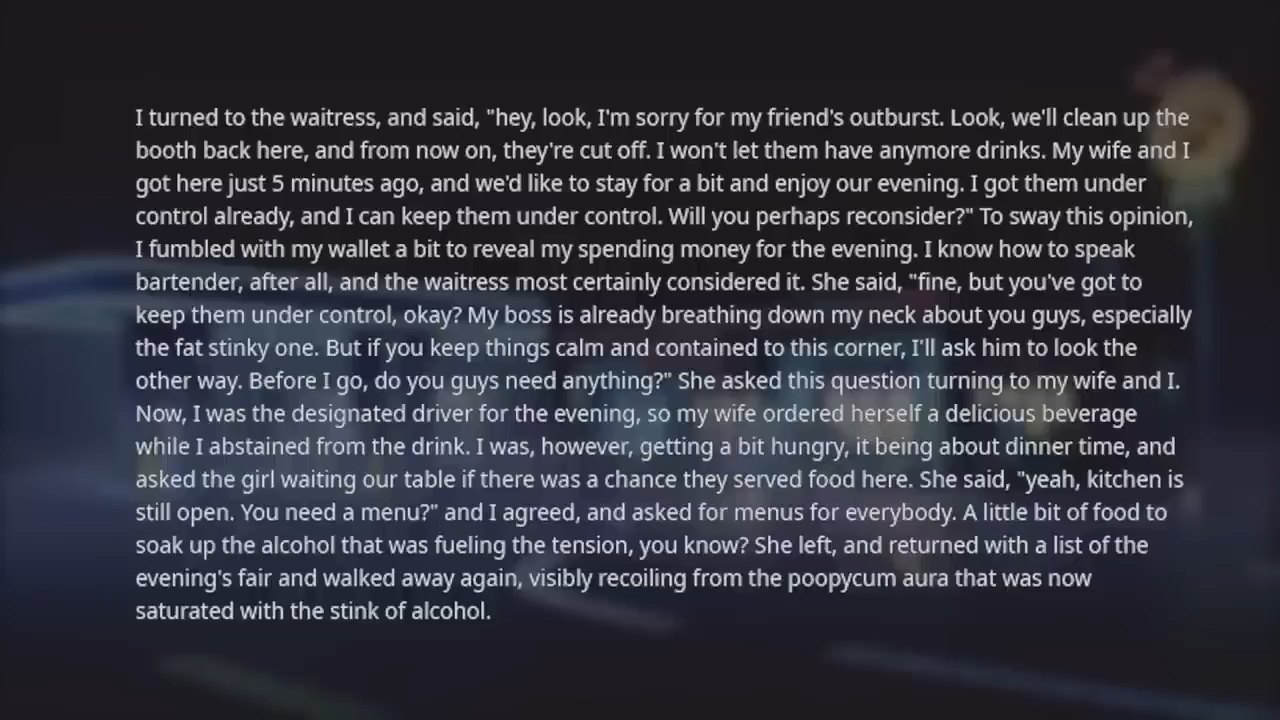 I turned to the waitress, and said, "hey, look, I'm sorry for my friend's outburst. Look, we'll clean up the
booth back here, and from now on, they're cut off. I won't let them have anymore drinks. My wife and I
got here just 5 minutes ago, and we'd like to stay for a bit and enjoy our evening. I got them under
control already, and I can keep them under control. Will you perhaps reconsider?" To sway this opinion,
I fumbled with my wallet a bit to reveal my spending money for the evening. I know how to speak
bartender, after all, and the waitress most certainly considered it. She said, "fine, but you've got to
keep them under control, okay? My boss is already breathing down my neck about you guys, especially
the fat stinky one. But if you keep things calm and contained to this corner, I'll ask him to look the
other way. Before I go, do you guys need anything?" She asked this question turning to my wife and I.
Now, I was the designated driver for the evening, so my wife ordered herself a delicious beverage
while I abstained from the drink. I was, however, getting a bit hungry, it being about dinner time, and
asked the girl waiting our table if there was a chance they served food here. She said, "yeah, kitchen is
still open. You need a menu?" and I agreed, and asked for menus for everybody. A little bit of food to
soak up the alcohol that was fueling the tension, you know? She left, and returned with a list of the
evening's fair and walked away again, visibly recoiling from the poopycum aura that was now
saturated with the stink of alcohol.